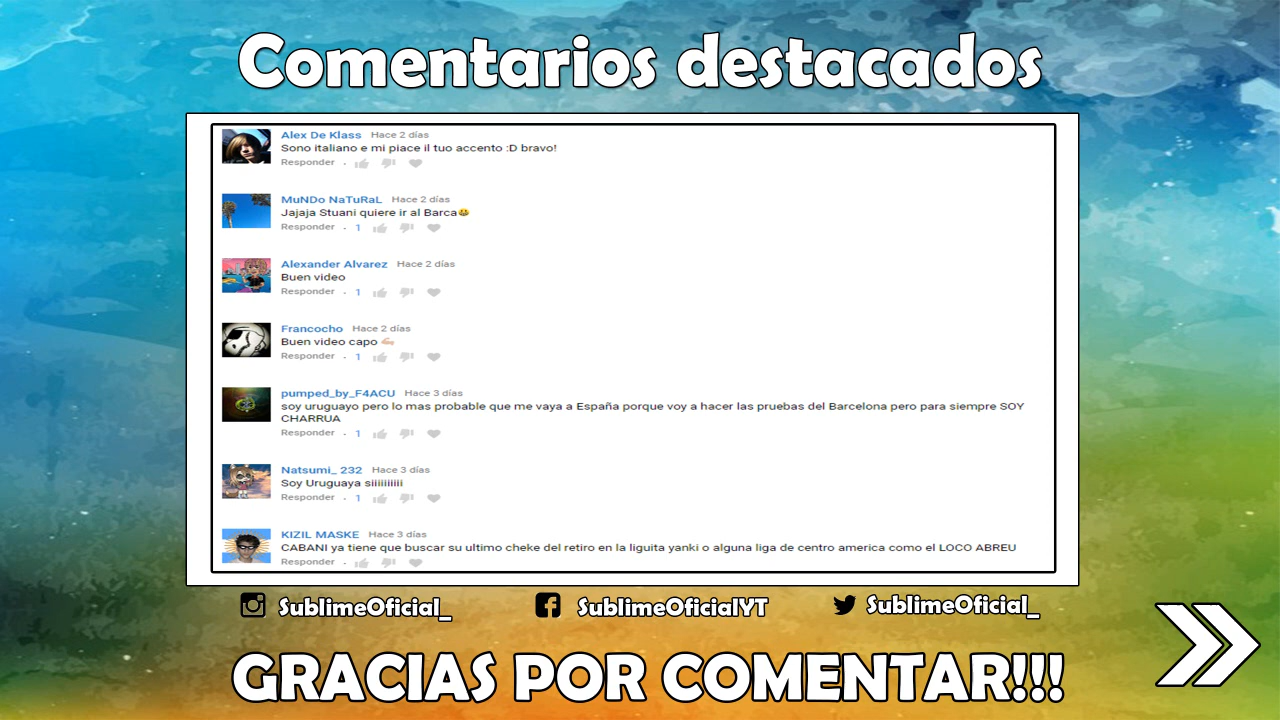 Comentarios destacados
Alex De Klass Hace 2 días
Sono italiano e mi piace il tuo accento :D bravo!
Responder
MuNDo NaTuRaL Hace 2 días
Jajaja Stuani quiere ir al Barca😃
Responder 1
Alexander Alvarez Hace 2 días
Buen video
Responder 1
Francocho Hace 2 días
Buen video capo 💪🏼
Responder 1
pumped_by_F4ACU Hace 3 días
soy uruguayo pero lo mas probable que me vaya a España porque voy a hacer las pruebas del Barcelona pero para siempre SOY
CHARRUA
Responder 1
Natsumi_ 232 Hace 3 días
Soy Uruguaya siiiiiiiiii
Responder 1
KIZIL MASKE Hace 3 días
CABANI ya tiene que buscar su ultimo cheke del retiro en la liguita yanki o alguna liga de centro america como el LOCO ABREU
Responder
SublimeOficial_ SublimeOficialYT SublimeOficial_
GRACIAS POR COMENTAR!!!